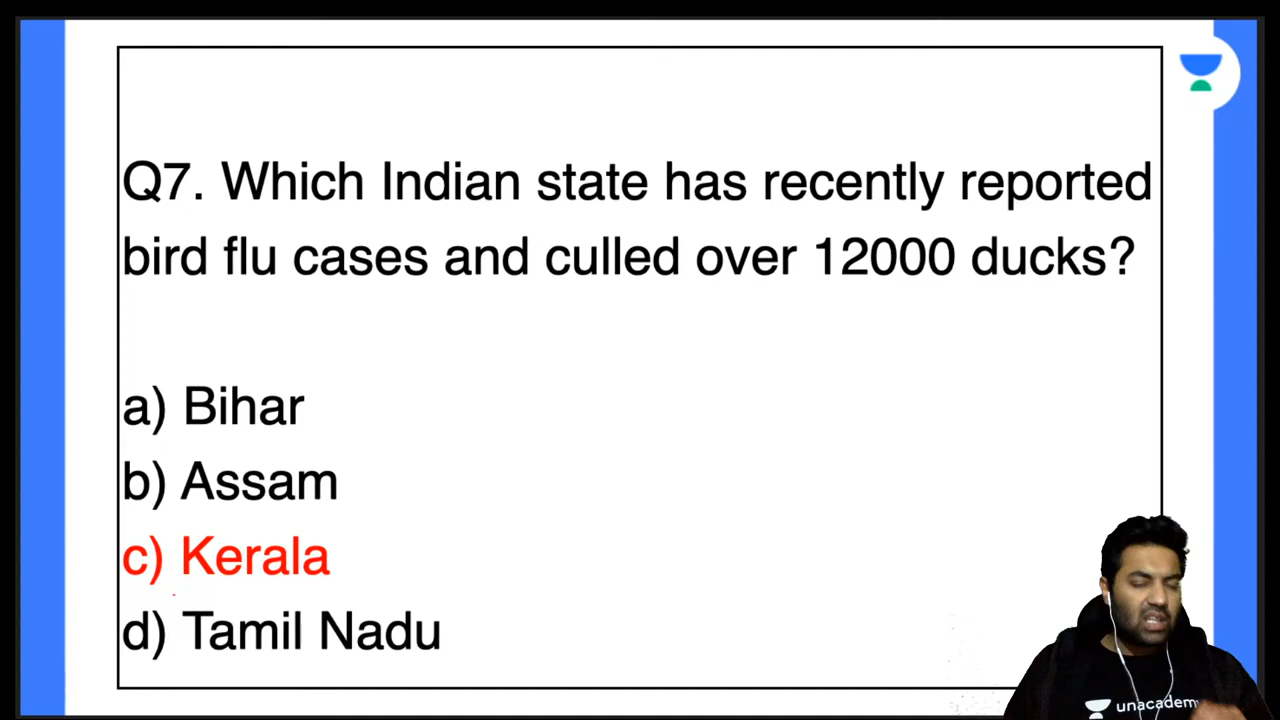 Q7. Which Indian state has recently reported
bird flu cases and culled over 12000 ducks?
a) Bihar
b) Assam
c) Kerala
d) Tamil Nadu
unacademy